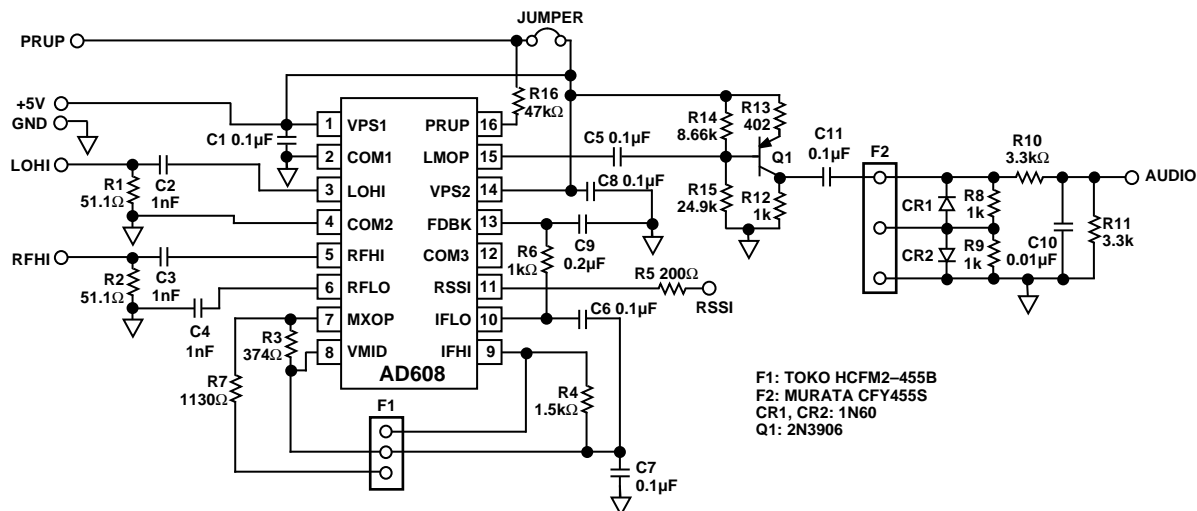 JUMPER
PRUP
+5V
GND
C1 0.1µF
R16
47kΩ
LOHI
R1
51.1Ω
C2
1nF
RFHI
R2
51.1Ω
C3
1nF
C4
1nF
R3
374Ω
R7
1130Ω
1 VPS1
2 COM1
3 LOHI
4 COM2
5 RFHI
6 RFLO
7 MXOP
8 VMID
PRUP 16
LMOP 15
VPS2 14
FDBK 13
COM3 12
RSSI 11
IFLO 10
IFHI 9
AD608
F1
C5 0.1µF
C8 0.1µF
R6
1kΩ
C9
0.2µF
R5 200Ω
RSSI
C6 0.1µF
R4
1.5kΩ
C7
0.1µF
R14
8.66k
R13
402
Q1
R15
24.9k
R12
1k
C11
0.1µF
F2
CR1
CR2
R8
1k
R9
1k
R10
3.3kΩ
C10
0.01µF
R11
3.3k
AUDIO
F1: TOKO HCFM2–455B
F2: MURATA CFY455S
CR1, CR2: 1N60
Q1: 2N3906